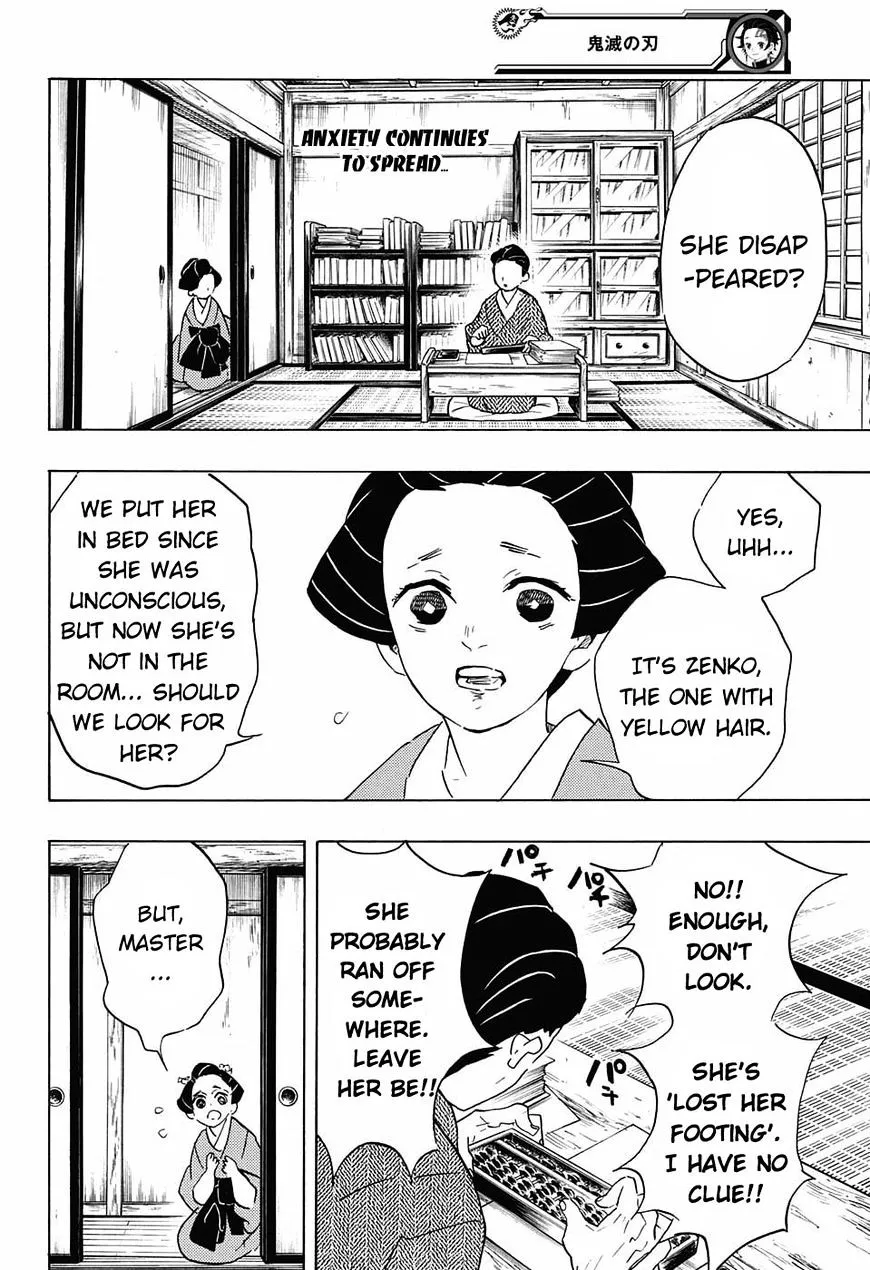 鬼滅の刃
ANXIETY CONTINUES
TO SPREAD...
SHE DISAP
-PEARED?
YES,
UHH...
IT'S ZENKO,
THE ONE WITH
YELLOW HAIR.
WE PUT HER
IN BED SINCE
SHE WAS
UNCONSCIOUS,
BUT NOW SHE'S
NOT IN THE
ROOM... SHOULD
WE LOOK FOR
HER?
NO!!
ENOUGH,
DON'T
LOOK.
SHE'S
'LOST HER
FOOTING'.
I HAVE NO
CLUE!!
パチ
パチ
パチ
SHE
PROBABLY
RAN OFF
SOME-
WHERE.
LEAVE
HER BE!!
BUT,
MASTER
...